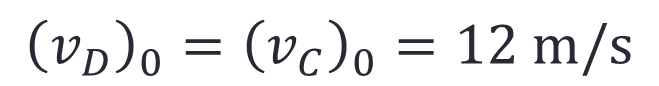 (v_D)_0 = (v_C)_0 = 12 m/s